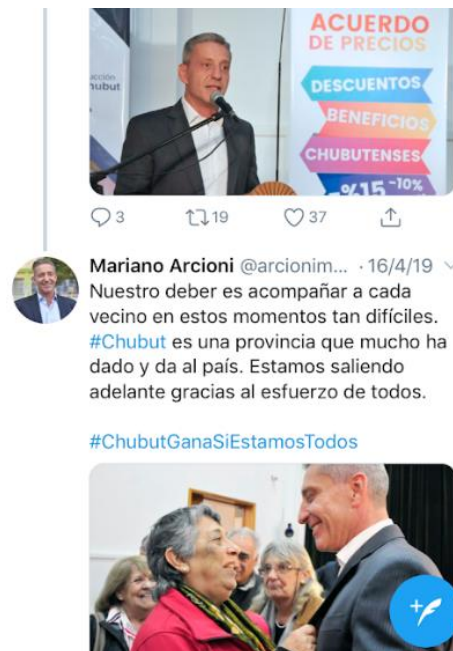 ACUERDO
DE PRECIOS
DESCUENTOS
BENEFICIOS
CHUBUTENSES
%15 -10%
3 19 37
Mariano Arcioni @arcionim... · 16/4/19
Nuestro deber es acompañar a cada
vecino en estos momentos tan difíciles.
#Chubut es una provincia que mucho ha
dado y da al país. Estamos saliendo
adelante gracias al esfuerzo de todos.
#ChubutGanaSiEstamosTodos